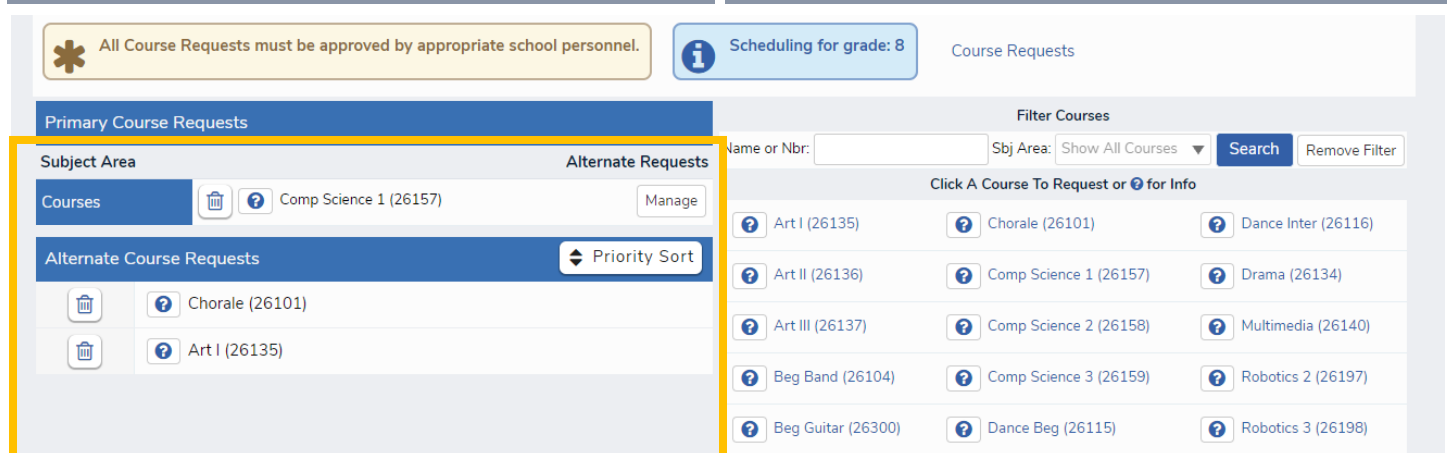 All Course Requests must be approved by appropriate school personnel.
Scheduling for grade: 8
Course Requests
Primary Course Requests
Subject Area Alternate Requests
Courses Comp Science 1 (26157) Manage
Alternate Course Requests Priority Sort
Chorale (26101)
Art I (26135)
Filter Courses
Name or Nbr: Sbj Area: Show All Courses Search Remove Filter
Click A Course To Request or ? for Info
? Art I (26135) ? Chorale (26101) ? Dance Inter (26116)
? Art II (26136) ? Comp Science 1 (26157) ? Drama (26134)
? Art III (26137) ? Comp Science 2 (26158) ? Multimedia (26140)
? Beg Band (26104) ? Comp Science 3 (26159) ? Robotics 2 (26197)
? Beg Guitar (26300) ? Dance Beg (26115) ? Robotics 3 (26198)